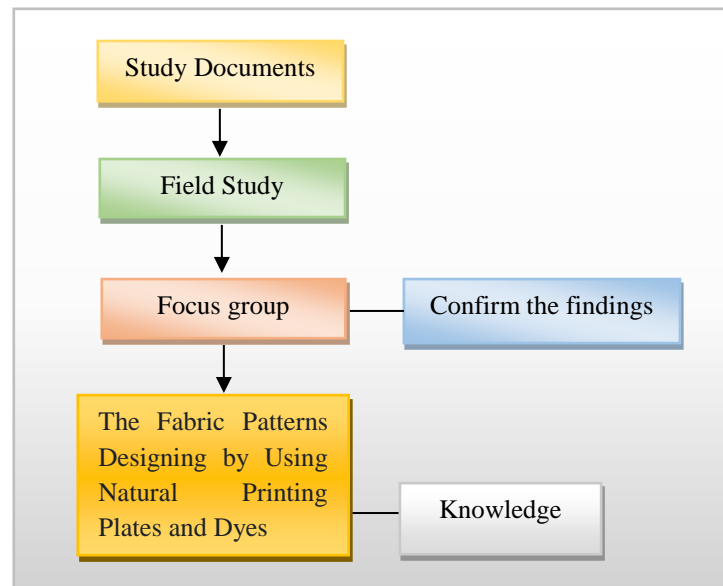 Study Documents
Field Study
Focus group
Confirm the findings
The Fabric Patterns
Designing by Using
Natural Printing
Plates and Dyes
Knowledge